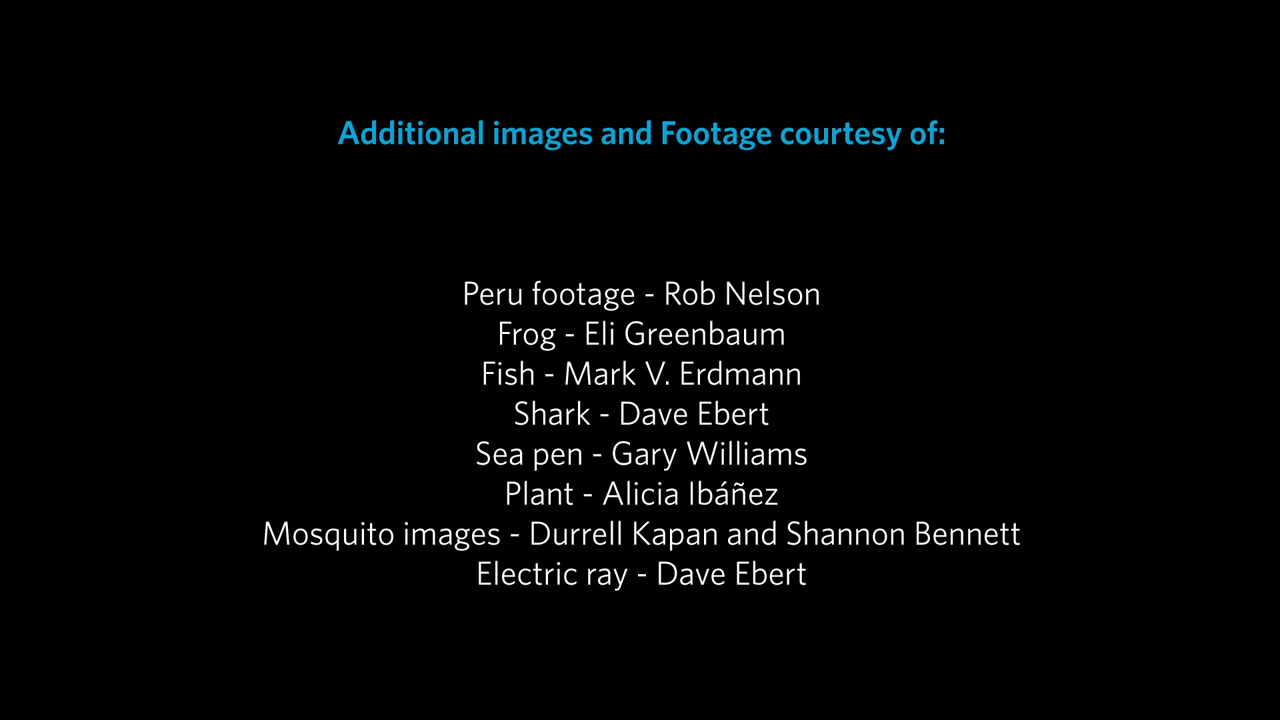 Additional images and Footage courtesy of:
Peru footage - Rob Nelson
Frog - Eli Greenbaum
Fish - Mark V. Erdmann
Shark - Dave Ebert
Sea pen - Gary Williams
Plant - Alicia Ibáñez
Mosquito images - Durrell Kapan and Shannon Bennett
Electric ray - Dave Ebert